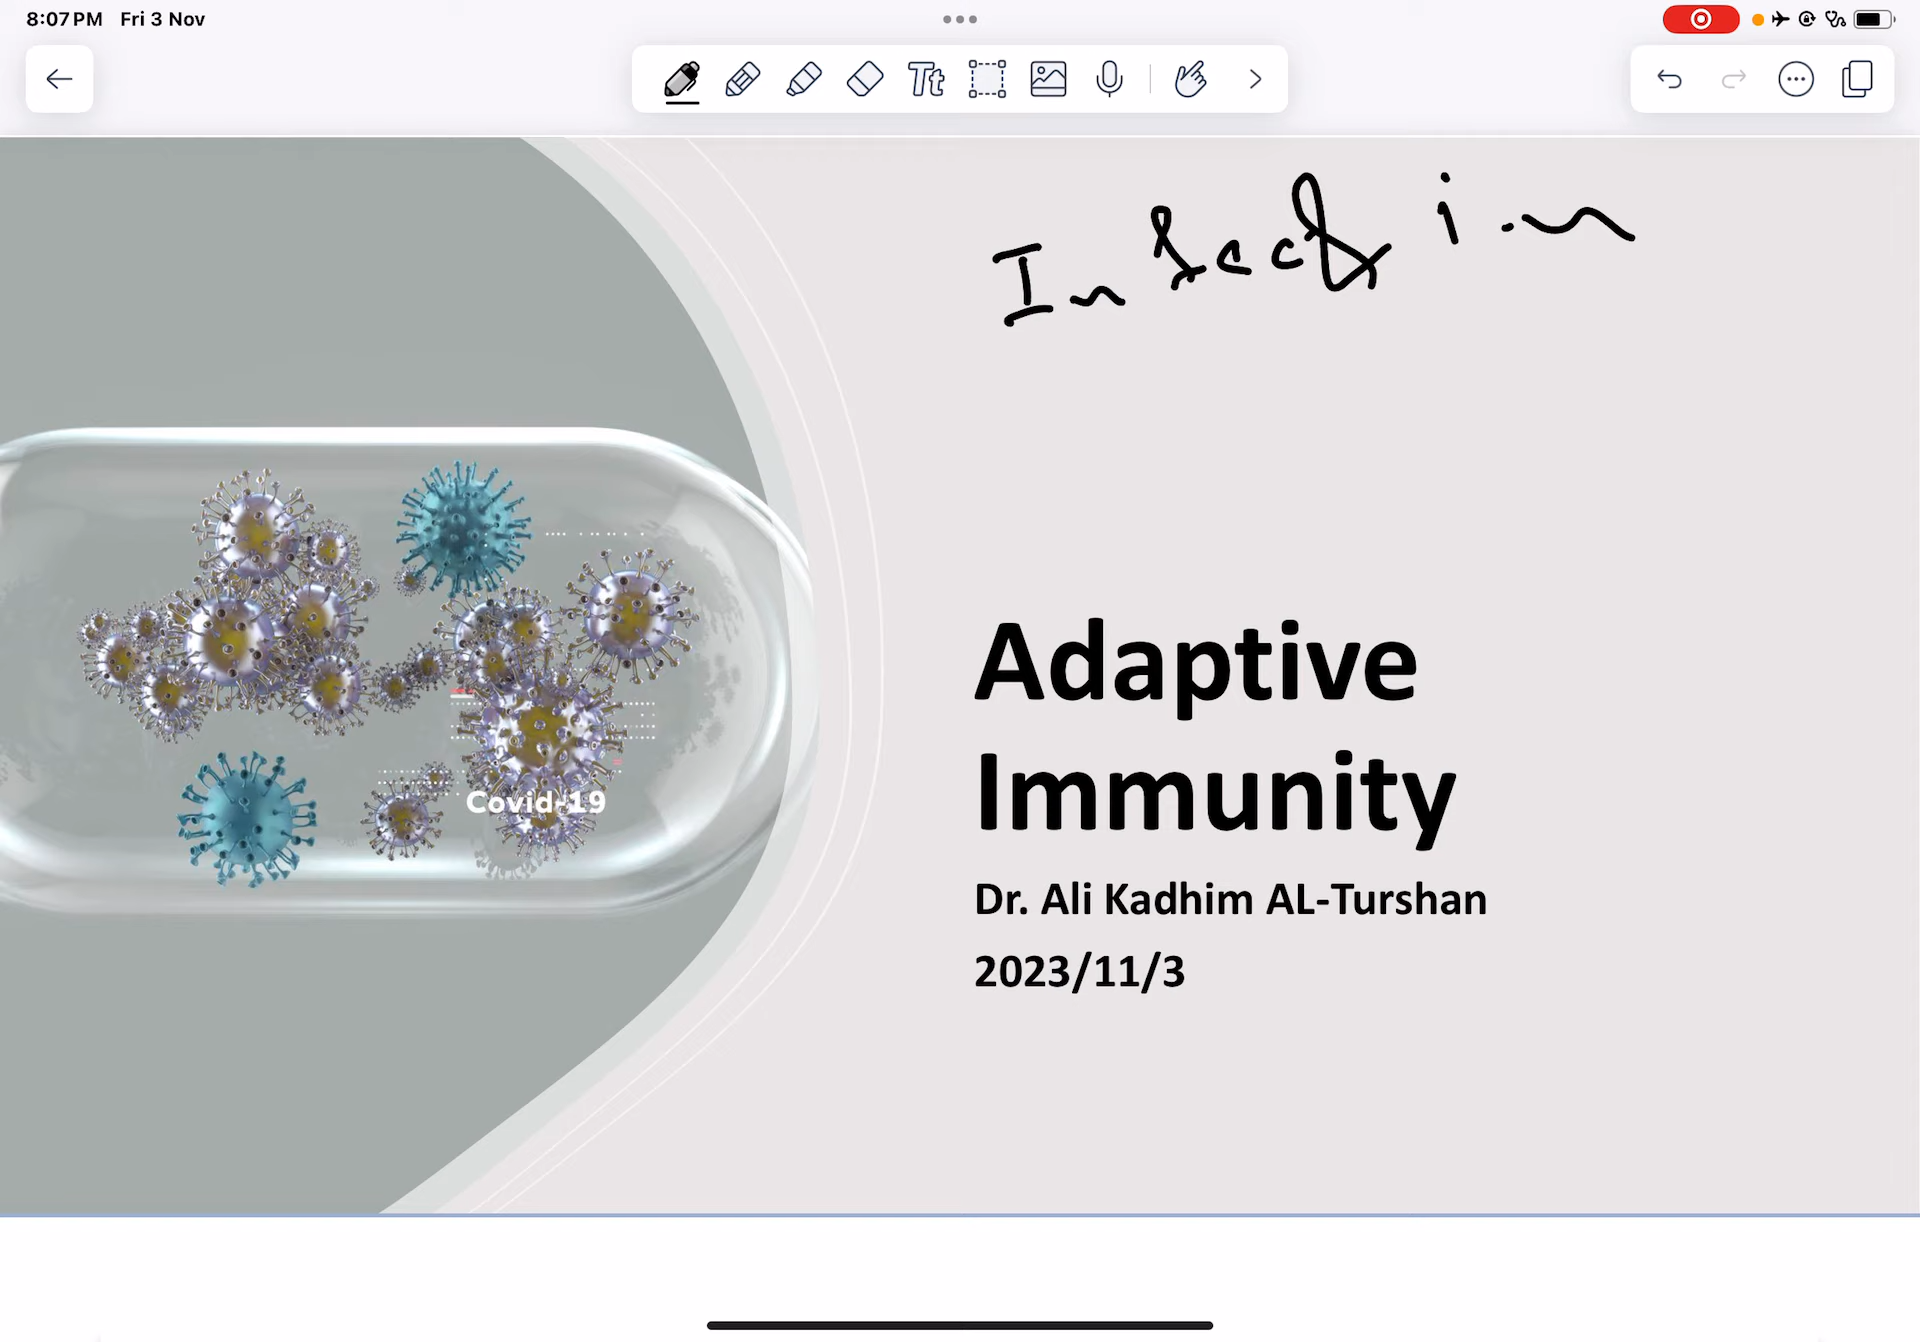 8:07 PM Fri 3 Nov
Tt
Infection
Covid-19
Adaptive
Immunity
Dr. Ali Kadhim AL-Turshan
2023/11/3